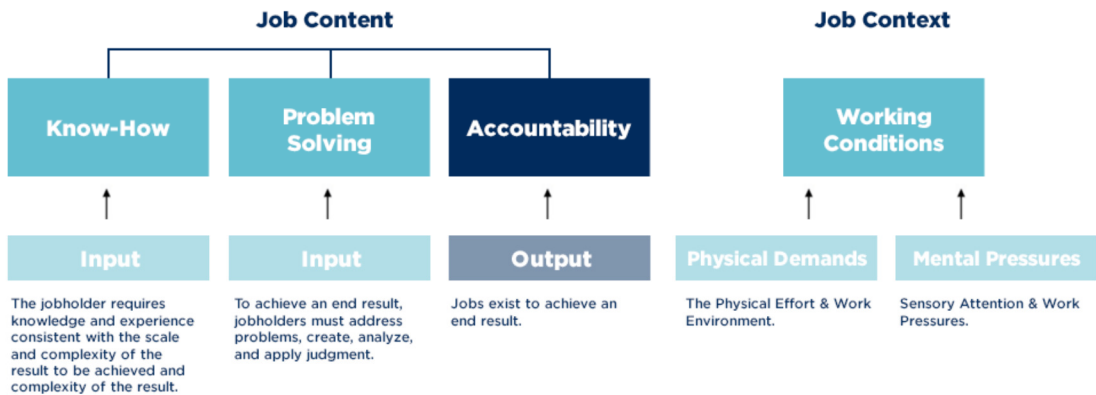 Job Content
Job Context
Know-How
Problem
Solving
Accountability
Working
Conditions
Input
Input
Output
Physical Demands
Mental Pressures
The jobholder requires
knowledge and experience
consistent with the scale
and complexity of the
result to be achieved and
complexity of the result.
To achieve an end result,
jobholders must address
problems, create, analyze,
and apply judgment.
Jobs exist to achieve an
end result.
The Physical Effort & Work
Environment.
Sensory Attention & Work
Pressures.